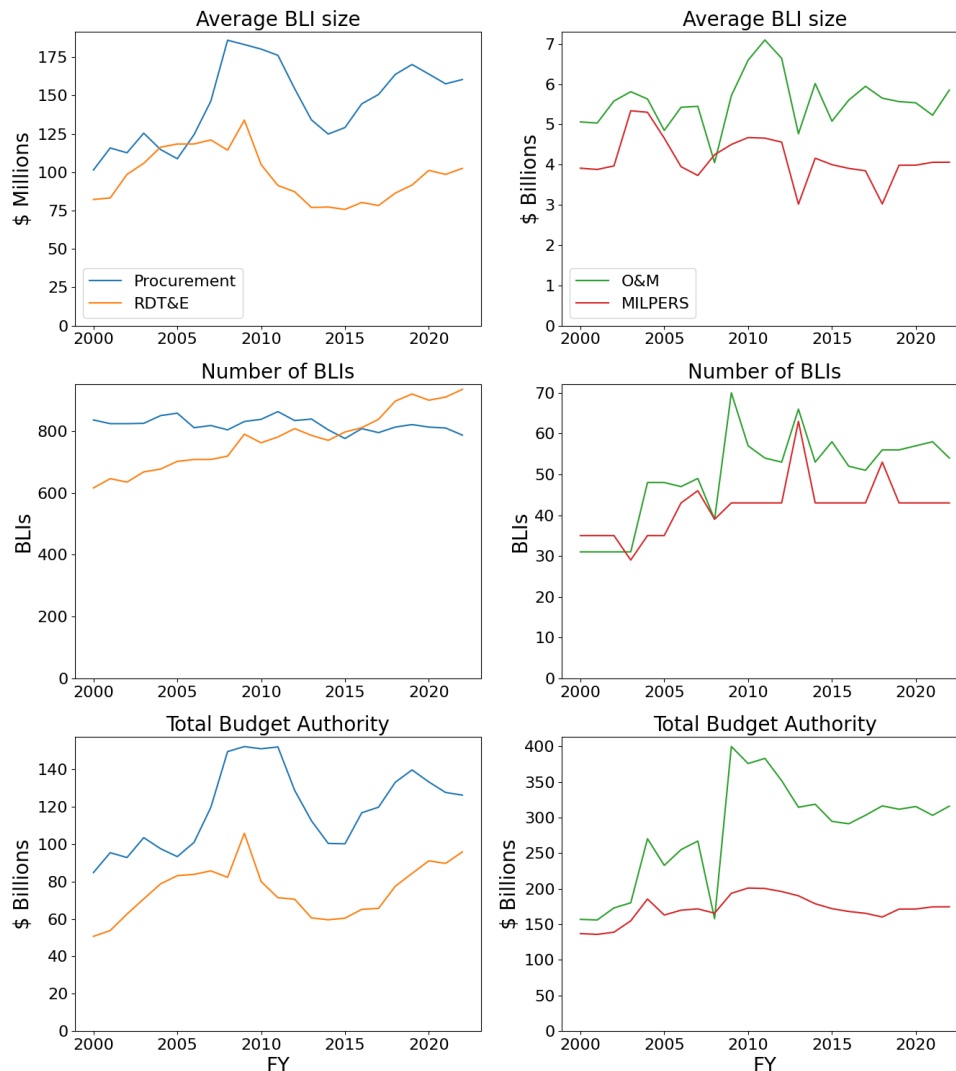 Average BLI size
$ Millions
175
150
125
100
75
50
25
0
Procurement
RDT&E
2000 2005 2010 2015 2020
Average BLI size
$ Billions
7
6
5
4
3
2
1
0
O&M
MILPERS
2000 2005 2010 2015 2020
Number of BLIs
BLIs
800
600
400
200
0
2000 2005 2010 2015 2020
Number of BLIs
BLIs
70
60
50
40
30
20
10
0
2000 2005 2010 2015 2020
Total Budget Authority
$ Billions
140
120
100
80
60
40
20
0
2000 2005 2010 2015 2020
FY
Total Budget Authority
$ Billions
400
350
300
250
200
150
100
50
0
2000 2005 2010 2015 2020
FY